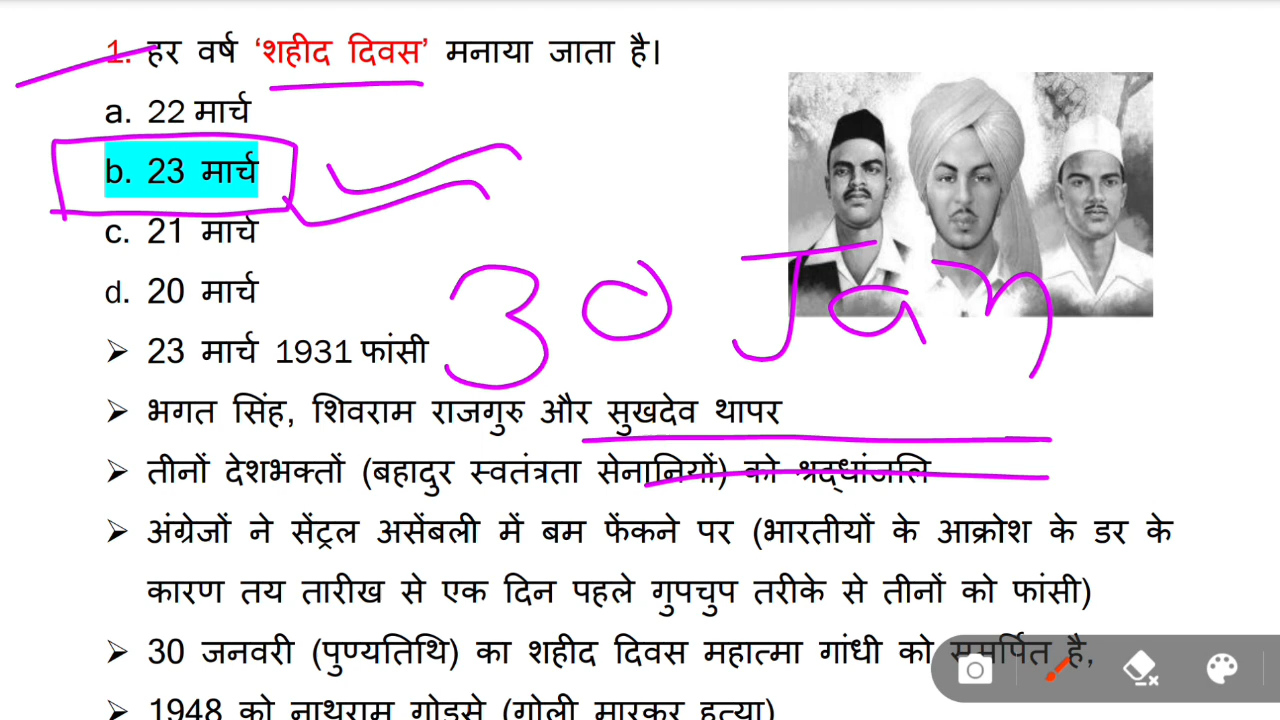 1. हर वर्ष ‘शहीद दिवस’ मनाया जाता है।
a. 22 मार्च
b. 23 मार्च
c. 21 मार्च
d. 20 मार्च
30 Jan
➢ 23 मार्च 1931 फांसी
➢ भगत सिंह, शिवराम राजगुरु और सुखदेव थापर
➢ तीनों देशभक्तों (बहादुर स्वतंत्रता सेनानियों) को श्रद्धांजलि
➢ अंग्रेजों ने सेंट्रल असेंबली में बम फेंकने पर (भारतीयों के आक्रोश के डर के
कारण तय तारीख से एक दिन पहले गुपचुप तरीके से तीनों को फांसी)
➢ 30 जनवरी (पुण्यतिथि) का शहीद दिवस महात्मा गांधी को समर्पित है,
➢ 1948 को नाथूराम गोडसे (गोली मारकर हत्या)